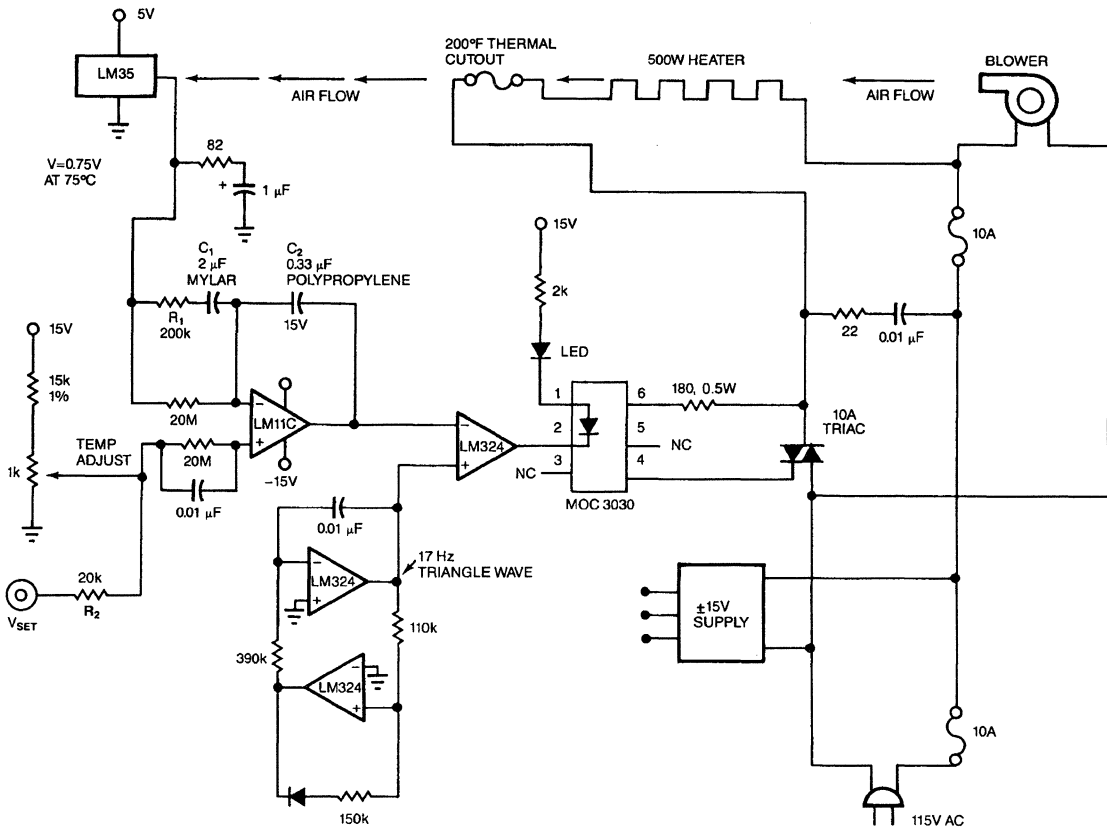 5V
LM35
200°F THERMAL
CUTOUT
500W HEATER
BLOWER
AIR FLOW
AIR FLOW
V=0.75V
AT 75°C
82
+
1 µF
10A
15V
C1
2 µF
MYLAR
C2
0.33 µF
POLYPROPYLENE
15V
R1
200k
2k
LED
22
0.01 µF
15V
15k
1%
1k
TEMP
ADJUST
20M
20M
0.01 µF
−
+
LM11C
−15V
−
+
LM324
1
2
3
NC
6
5
4
NC
MOC 3030
180, 0.5W
10A
TRIAC
0.01 µF
−
+
LM324
17 Hz
TRIANGLE WAVE
VSET
20k
R2
110k
390k
LM324
−
+
150k
±15V
SUPPLY
10A
115V AC